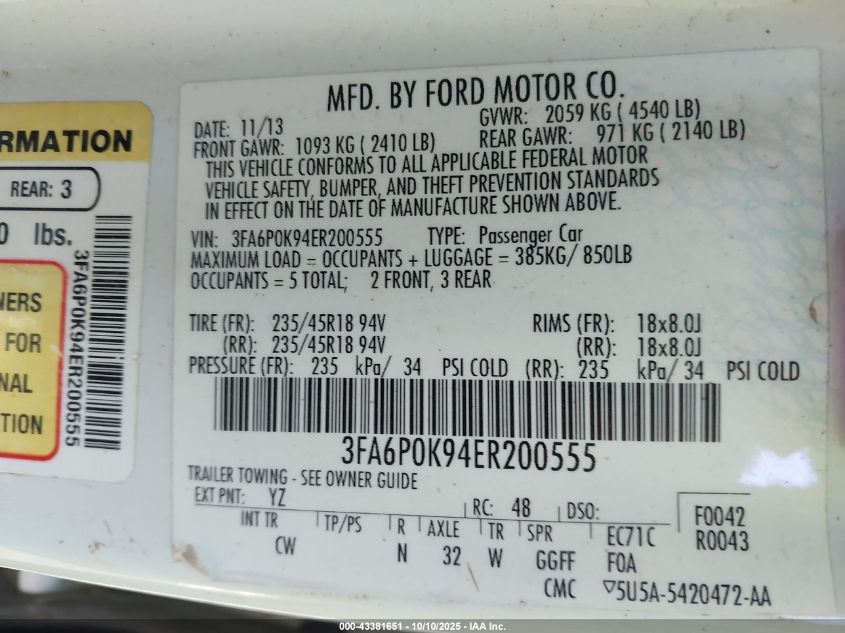 RMATION
REAR: 3
0 lbs.
NERS
FOR
NAL
TION
3FA6P0K94ER200555
MFD. BY FORD MOTOR CO.
DATE: 11/13 GVWR: 2059 KG ( 4540 LB)
FRONT GAWR: 1093 KG ( 2410 LB) REAR GAWR: 971 KG ( 2140 LB)
THIS VEHICLE CONFORMS TO ALL APPLICABLE FEDERAL MOTOR
VEHICLE SAFETY, BUMPER, AND THEFT PREVENTION STANDARDS
IN EFFECT ON THE DATE OF MANUFACTURE SHOWN ABOVE.
VIN: 3FA6P0K94ER200555 TYPE: Passenger Car
MAXIMUM LOAD = OCCUPANTS + LUGGAGE = 385KG/ 850LB
OCCUPANTS = 5 TOTAL; 2 FRONT, 3 REAR
TIRE (FR): 235/45R18 94V RIMS (FR): 18x8.0J
(RR): 235/45R18 94V (RR): 18x8.0J
PRESSURE (FR): 235 kPa/ 34 PSI COLD (RR): 235 kPa/ 34 PSI COLD
3FA6P0K94ER200555
TRAILER TOWING - SEE OWNER GUIDE
EXT PNT: YZ RC: 48 DSO: F0042
INT TR TP/PS R AXLE TR SPR EC71C R0043
CW N 32 W GGFF FOA
CMC ▽5U5A-5420472-AA
000-43381651 - 10/10/2025 - IAA Inc.